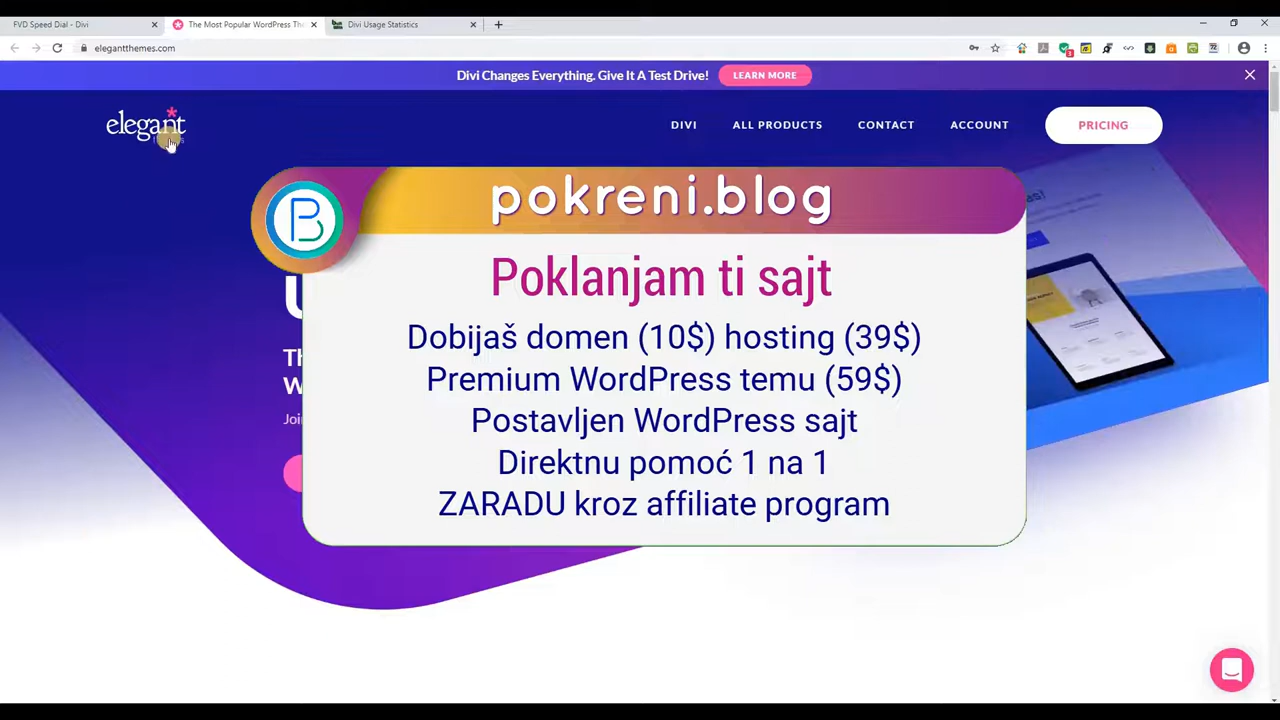 FVD Speed Dial - Divi
The Most Popular WordPress The
Divi Usage Statistics
elegantthemes.com
Divi Changes Everything. Give It A Test Drive!
LEARN MORE
elegant
DIVI
ALL PRODUCTS
CONTACT
ACCOUNT
PRICING
pokreni.blog
Poklanjam ti sajt
Dobijaš domen (10$) hosting (39$)
Premium WordPress temu (59$)
Postavljen WordPress sajt
Direktnu pomoć 1 na 1
ZARADU kroz affiliate program